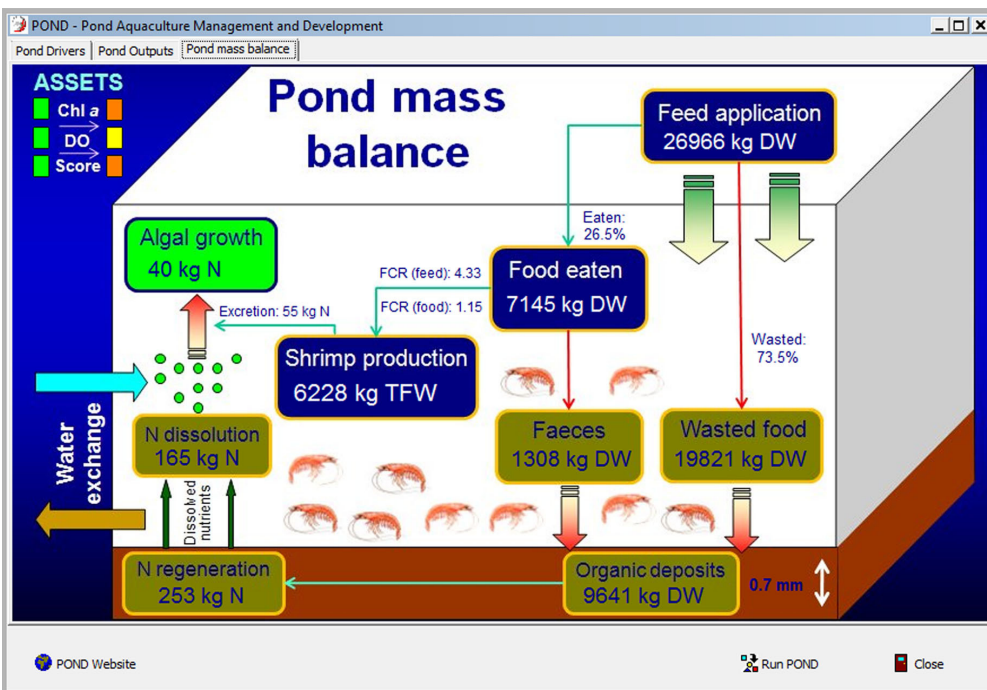 POND - Pond Aquaculture Management and Development
Pond Drivers
Pond Outputs
Pond mass balance
ASSETS
Chl a
DO
Score
Pond mass
balance
Feed application
26966 kg DW
Eaten:
26.5%
Algal growth
40 kg N
Food eaten
7145 kg DW
FCR (feed): 4.33
FCR (food): 1.15
Excretion: 55 kg N
Shrimp production
6228 kg TFW
Wasted:
73.5%
Water
exchange
N dissolution
165 kg N
Faeces
1308 kg DW
Wasted food
19821 kg DW
Dissolved
nutrients
N regeneration
253 kg N
Organic deposits
9641 kg DW
0.7 mm
POND Website
Run POND
Close